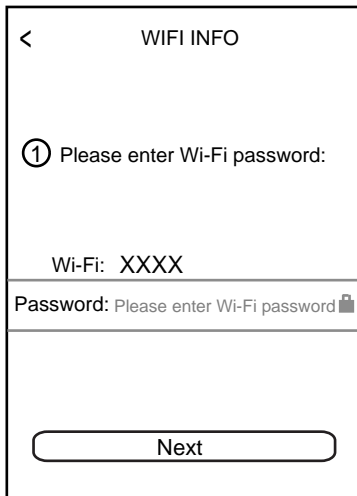 < WIFI INFO
① Please enter Wi-Fi password:
Wi-Fi: XXXX
Password: Please enter Wi-Fi password
Next